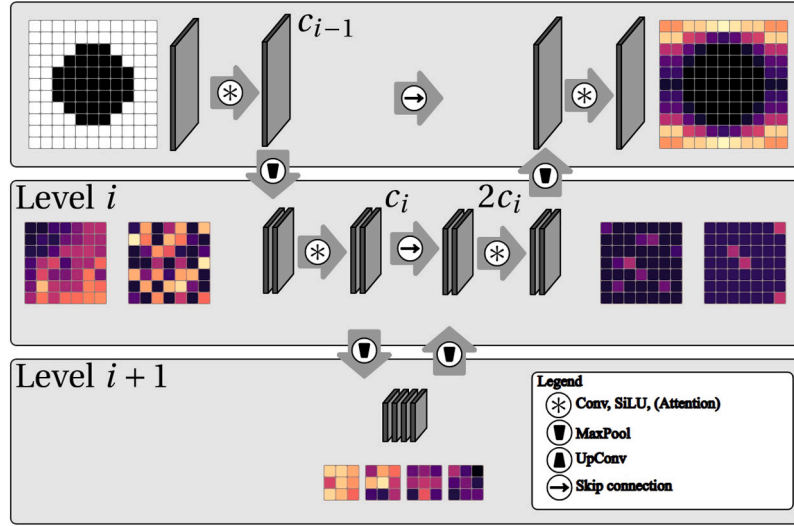 c_{i−1}
Level i
c_i
2c_i
Level i + 1
Legend
Conv, SiLU, (Attention)
MaxPool
UpConv
Skip connection